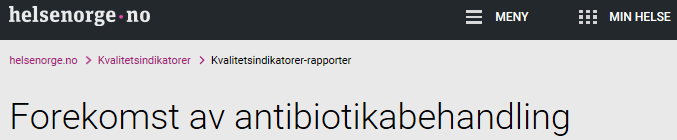 helsenorge·no
MENY
MIN HELSE
helsenorge.no > Kvalitetsindikatorer > Kvalitetsindikatorer-rapporter
Forekomst av antibiotikabehandling